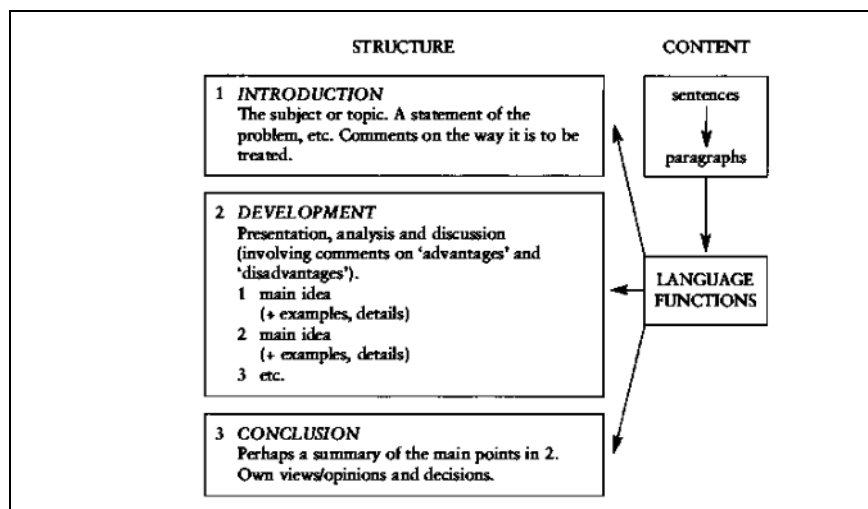 STRUCTURE
1 INTRODUCTION
The subject or topic. A statement of the
problem, etc. Comments on the way it is to be
treated.
2 DEVELOPMENT
Presentation, analysis and discussion
(involving comments on ‘advantages’ and
‘disadvantages’).
1 main idea
(+ examples, details)
2 main idea
(+ examples, details)
3 etc.
3 CONCLUSION
Perhaps a summary of the main points in 2.
Own views/opinions and decisions.
CONTENT
sentences
paragraphs
LANGUAGE
FUNCTIONS